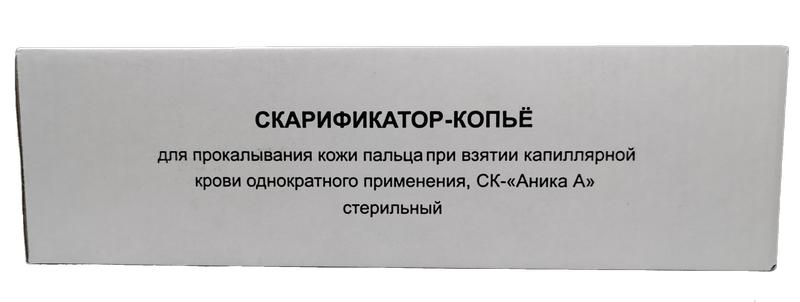 СКАРИФИКАТОР-КОПЬЁ
для прокалывания кожи пальца при взятии капиллярной
крови однократного применения, СК-«Аника А»
стерильный